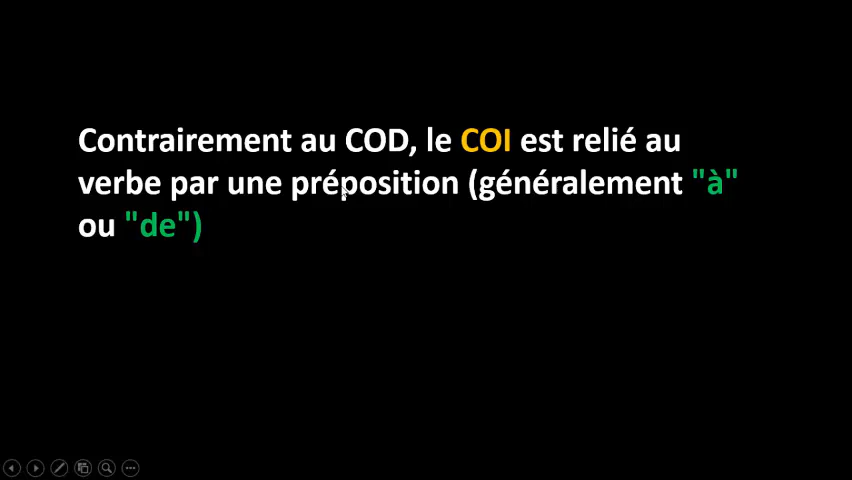 Contrairement au COD, le COI est relié au
verbe par une préposition (généralement "à"
ou "de")